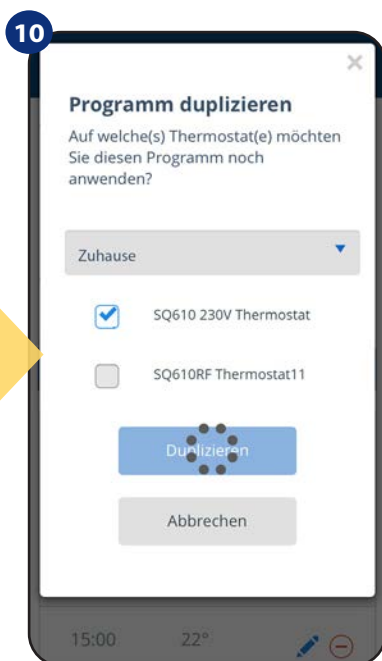 10
Programm duplizieren
Auf welche(s) Thermostat(e) möchten
Sie diesen Programm noch
anwenden?
Zuhause
SQ610 230V Thermostat
SQ610RF Thermostat11
Duplizieren
Abbrechen
15:00 22°